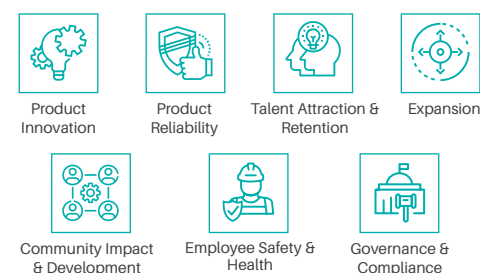 Product
Innovation
Product
Reliability
Talent Attraction &
Retention
Expansion
Community Impact
& Development
Employee Safety &
Health
Governance &
Compliance